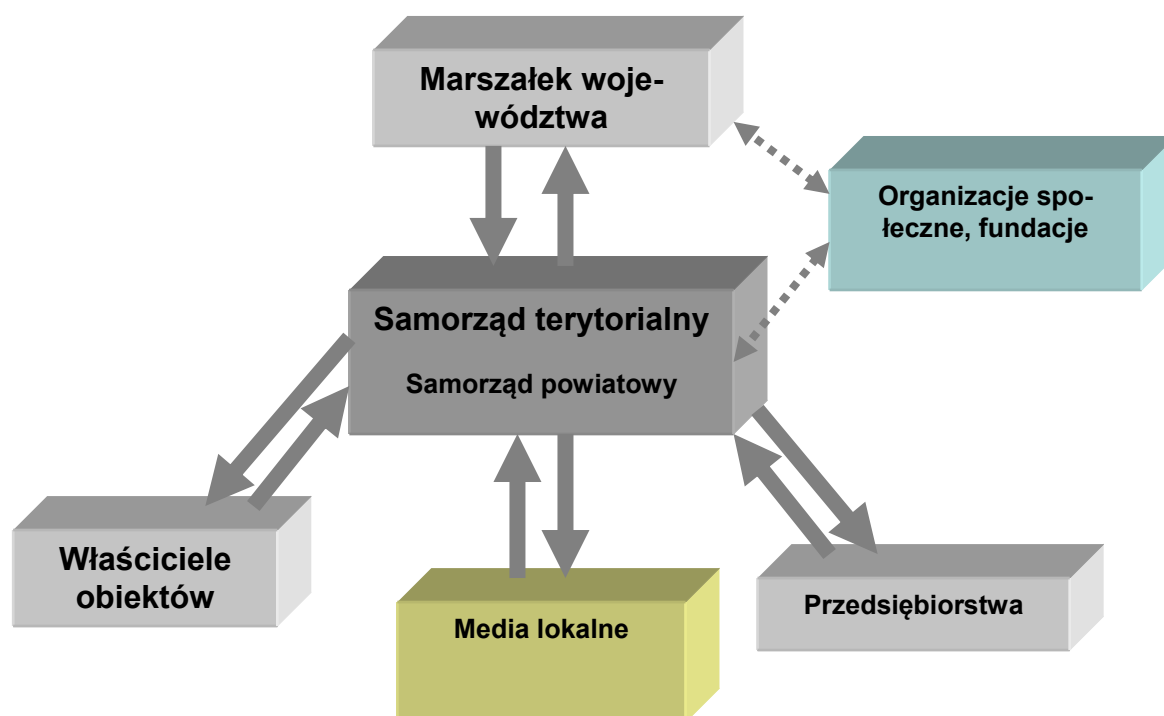 Marszałek woje-
wództwa
Organizacje spo-
łeczne, fundacje
Samorząd terytorialny
Samorząd powiatowy
Właściciele
obiektów
Media lokalne
Przedsiębiorstwa